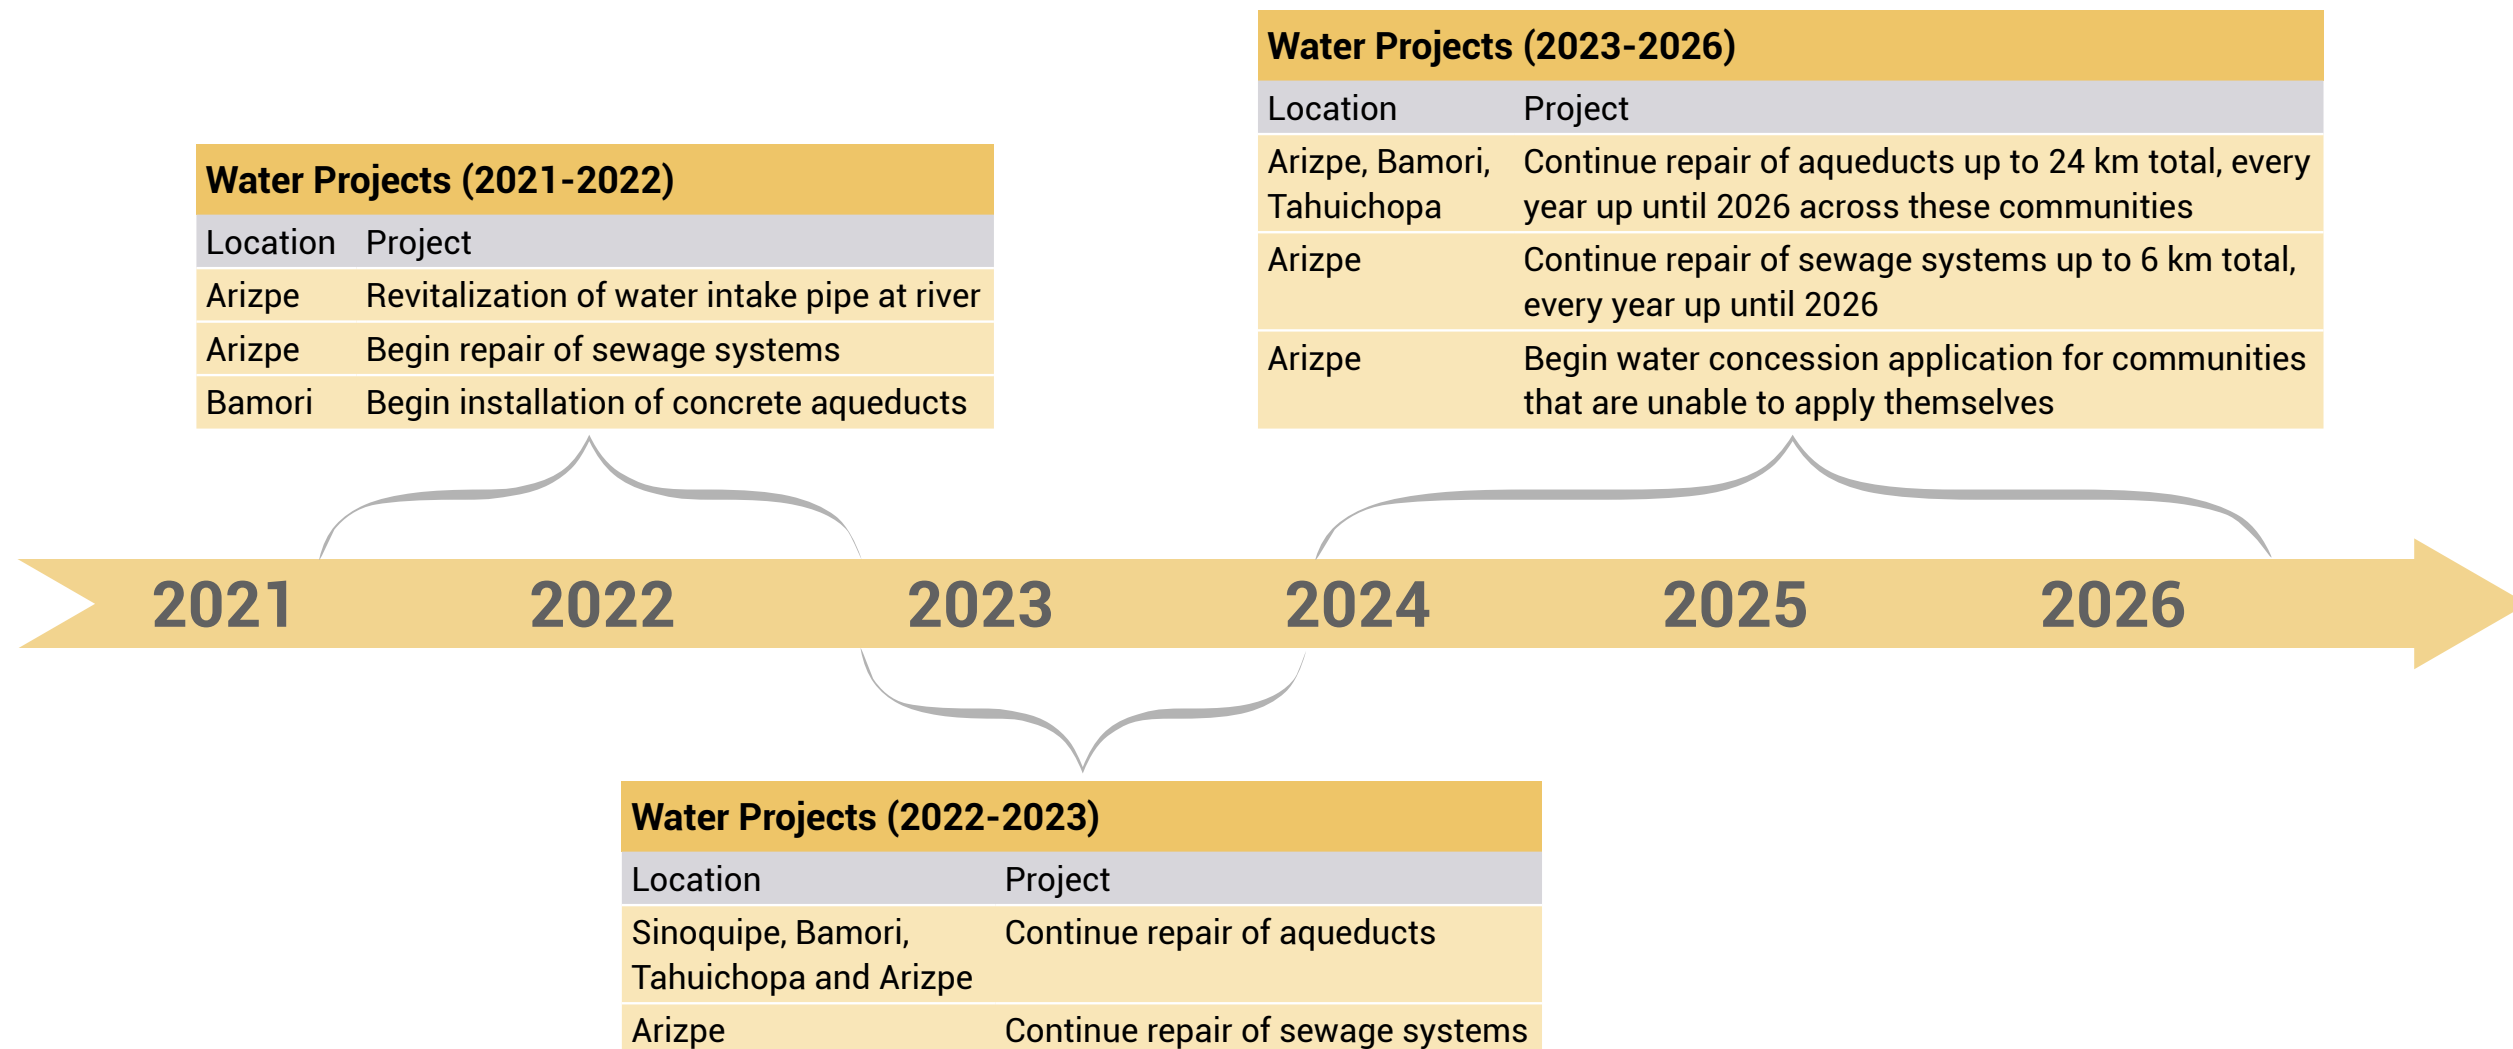 Water Projects (2021-2022)
Location Project
Arizpe Revitalization of water intake pipe at river
Arizpe Begin repair of sewage systems
Bamori Begin installation of concrete aqueducts
Water Projects (2023-2026)
Location Project
Arizpe, Bamori, Continue repair of aqueducts up to 24 km total, every
Tahuichopa year up until 2026 across these communities
Arizpe Continue repair of sewage systems up to 6 km total,
every year up until 2026
Arizpe Begin water concession application for communities
that are unable to apply themselves
2021 2022 2023 2024 2025 2026
Water Projects (2022-2023)
Location Project
Sinoquipe, Bamori, Continue repair of aqueducts
Tahuichopa and Arizpe
Arizpe Continue repair of sewage systems